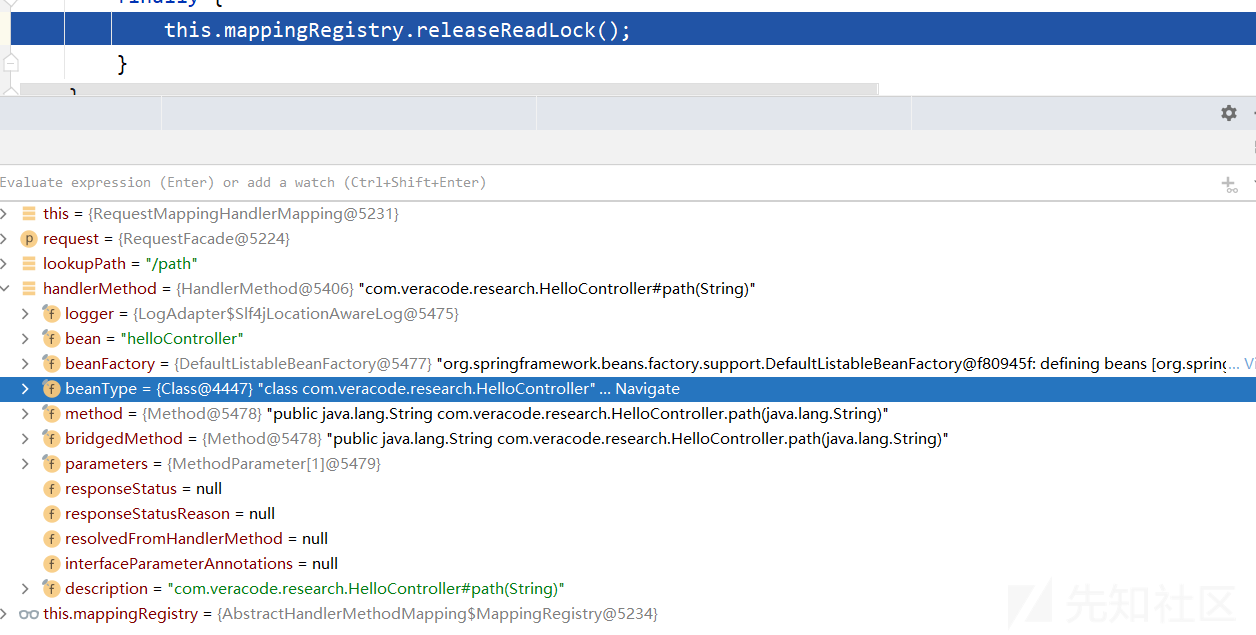 finally {
this.mappingRegistry.releaseReadLock();
}
}
Evaluate expression (Enter) or add a watch (Ctrl+Shift+Enter)
this = {RequestMappingHandlerMapping@5231}
p request = {RequestFacade@5224}
lookupPath = "/path"
handlerMethod = {HandlerMethod@5406} "com.veracode.research.HelloController#path(String)"
f logger = {LogAdapter$Slf4jLocationAwareLog@5475}
f bean = "helloController"
f beanFactory = {DefaultListableBeanFactory@5477} "org.springframework.beans.factory.support.DefaultListableBeanFactory@f80945f: defining beans [org.spring... Vi
f beanType = {Class@4447} "class com.veracode.research.HelloController" ... Navigate
f method = {Method@5478} "public java.lang.String com.veracode.research.HelloController.path(java.lang.String)"
f bridgedMethod = {Method@5478} "public java.lang.String com.veracode.research.HelloController.path(java.lang.String)"
f parameters = {MethodParameter[1]@5479}
f responseStatus = null
f responseStatusReason = null
f resolvedFromHandlerMethod = null
f interfaceParameterAnnotations = null
f description = "com.veracode.research.HelloController#path(String)"
this.mappingRegistry = {AbstractHandlerMethodMapping$MappingRegistry@5234}
先知社区